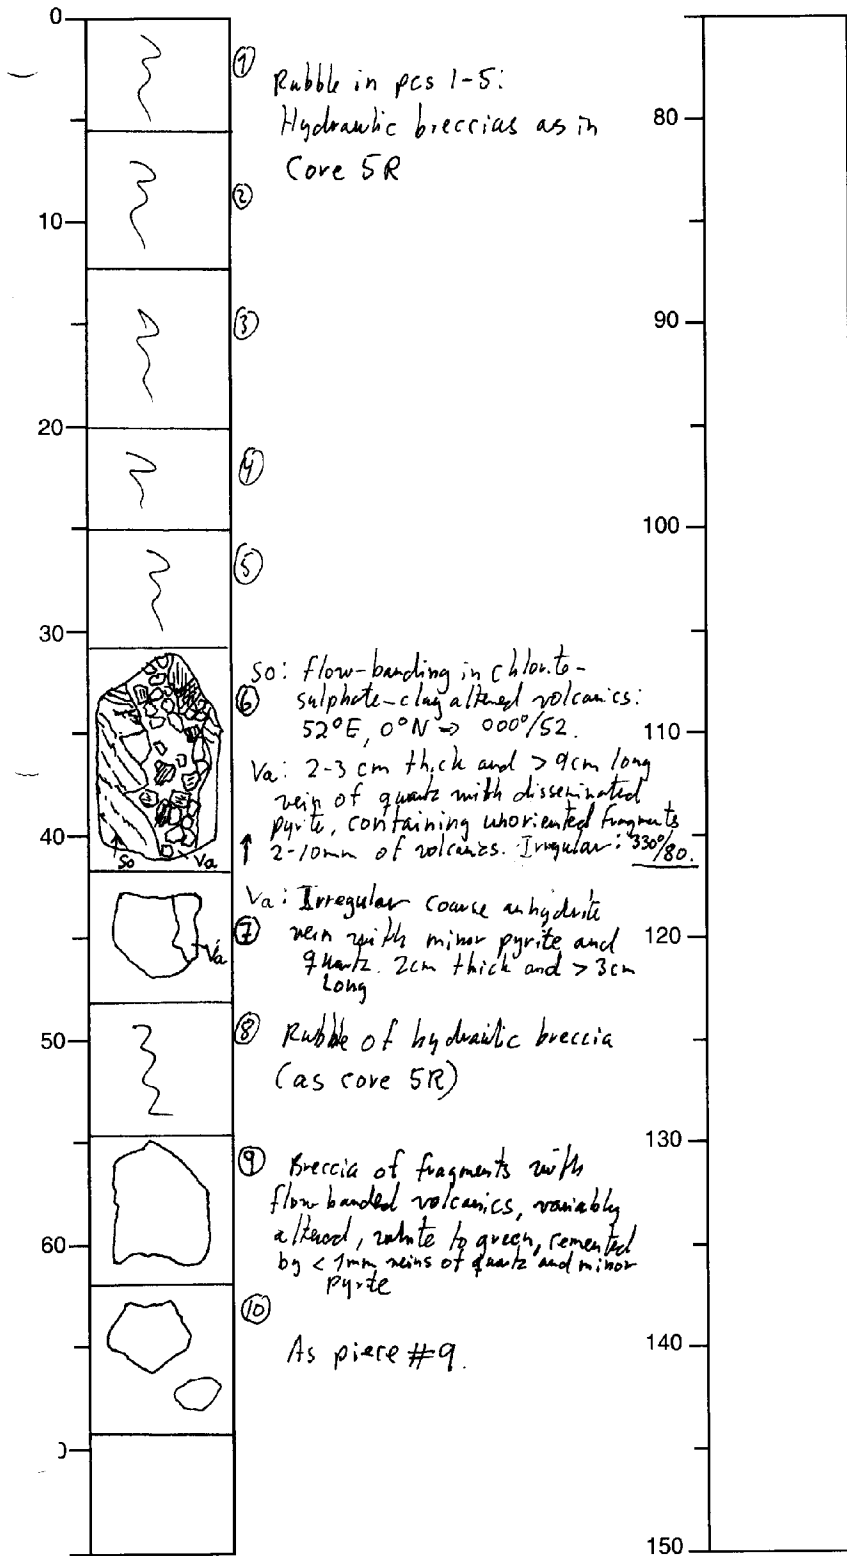 0
10
20
30
40
50
60
80
90
100
110
120
130
140
150
① Rubble in pcs 1-5:
Hydraulic breccias as in
Core 5R
②
③
④
⑤
So: flow-banding in chlorite-
⑥ sulphate-clay altered volcanics:
52°E, 0°N → 000°/52.
Va: 2-3 cm thick and > 9cm long
vein of quartz with disseminated
pyrite, containing unoriented fragments
2-10mm of volcanics. Irregular: 330°/80.
So Va
Va: Irregular coarse anhydrite
⑦ vein with minor pyrite and
quartz. 2cm thick and > 3cm
Long
Va
⑧ Rubble of hydraulic breccia
(as core 5R)
⑨ Breccia of fragments with
flow banded volcanics, variably
altered, white to green, cemented
by < 1mm veins of quartz and minor
pyrite
⑩
As piece #9.